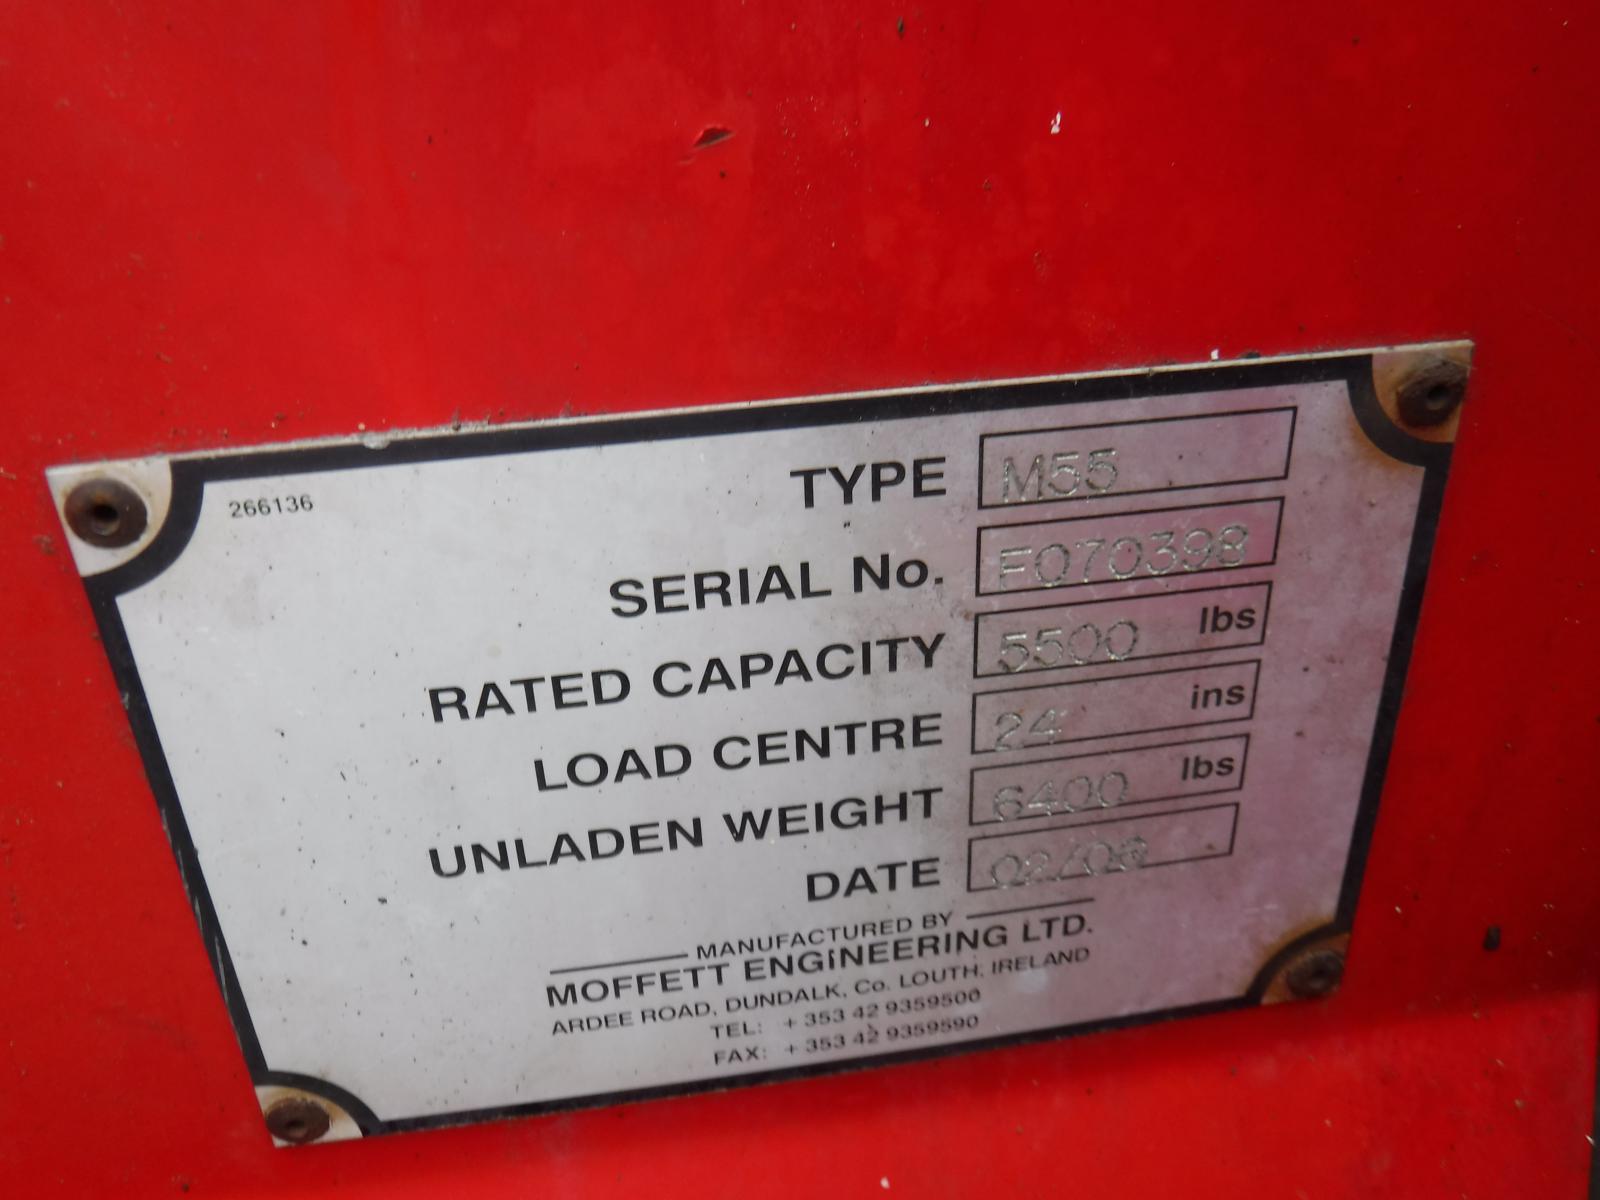 266136
TYPE M55
SERIAL No. F070398
RATED CAPACITY 5500 lbs
LOAD CENTRE 24 ins
UNLADEN WEIGHT 6400 lbs
DATE 02/06
MANUFACTURED BY
MOFFETT ENGINEERING LTD.
ARDEE ROAD, DUNDALK, Co. LOUTH, IRELAND
TEL: + 353 42 9359500
FAX: + 353 42 9359590